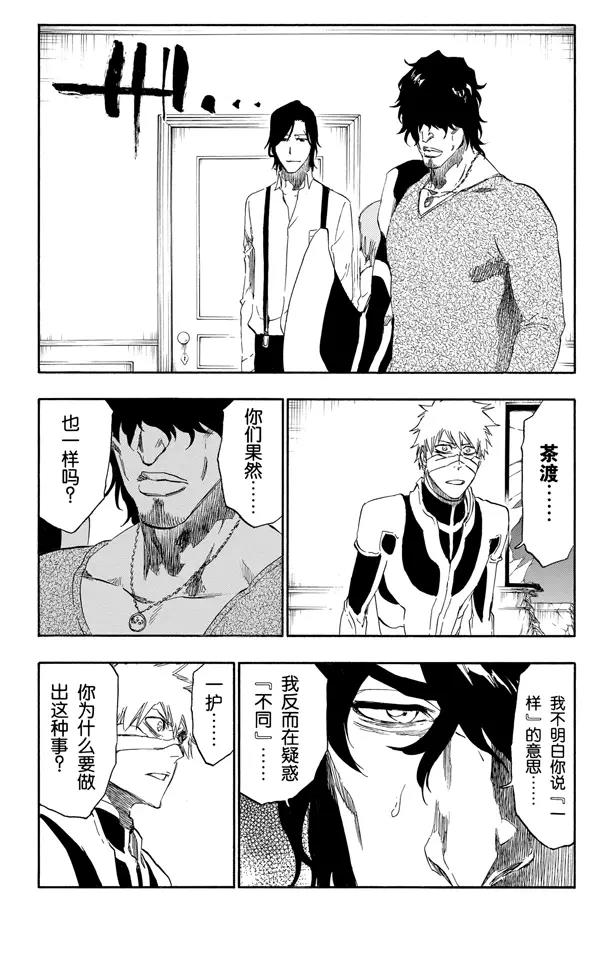 茶渡……
你们果然……
也一样吗？
我不明白你说『一
样』的意思……
我反而在疑惑
『不同』……
一护……
你为什么要做
出这种事？